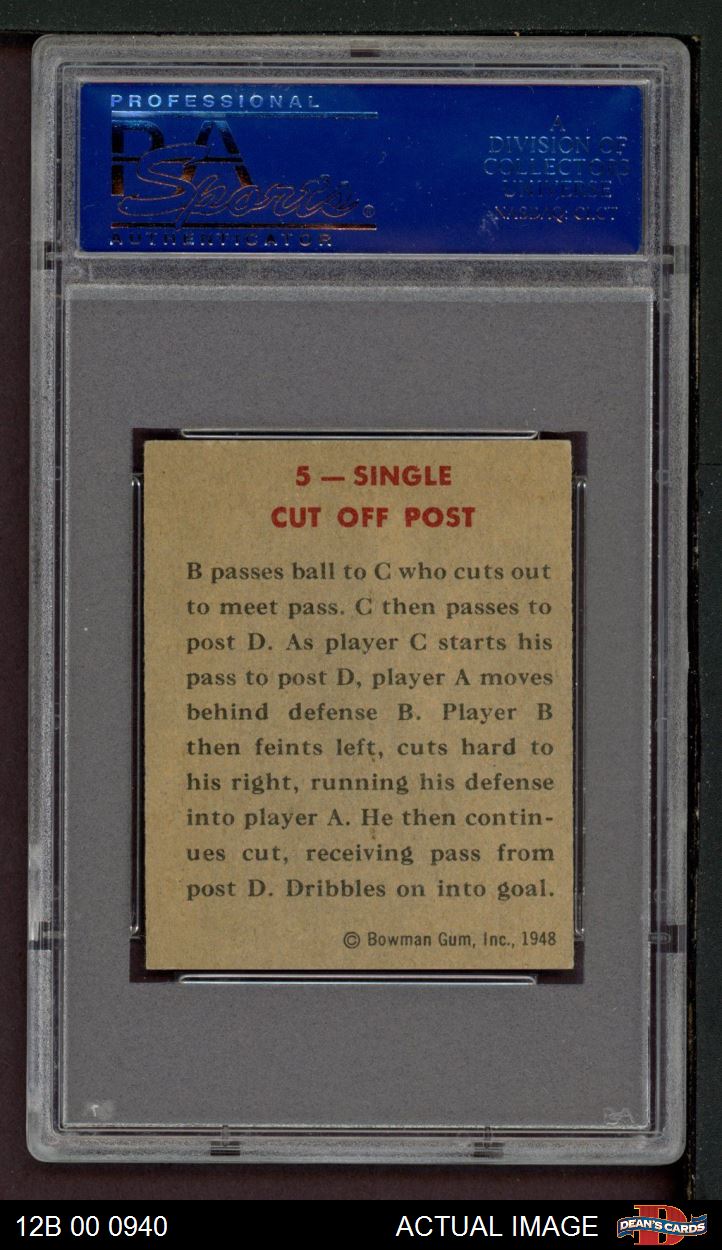 PROFESSIONAL
PSA
Sports®
AUTHENTICATOR
A
DIVISION OF
COLLECTORS
UNIVERSE
NASDAQ: CLCT
5 — SINGLE
CUT OFF POST
B passes ball to C who cuts out
to meet pass. C then passes to
post D. As player C starts his
pass to post D, player A moves
behind defense B. Player B
then feints left, cuts hard to
his right, running his defense
into player A. He then contin-
ues cut, receiving pass from
post D. Dribbles on into goal.
© Bowman Gum, Inc., 1948
PSA
12B 00 0940
ACTUAL IMAGE
DEAN'S CARDS